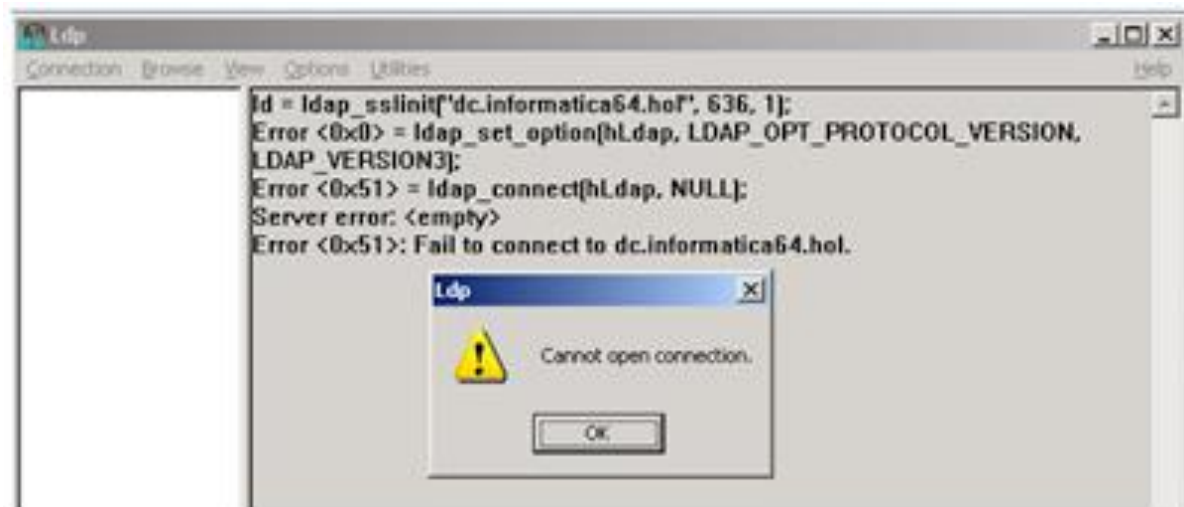 Ldp
Connection Browse View Options Utilities Help
ld = ldap_sslinit("dc.informatica64.hol", 636, 1);
Error <0x0> = ldap_set_option(hLdap, LDAP_OPT_PROTOCOL_VERSION,
LDAP_VERSION3);
Error <0x51> = ldap_connect(hLdap, NULL);
Server error: <empty>
Error <0x51>: Fail to connect to dc.informatica64.hol.
Ldp
Cannot open connection.
OK